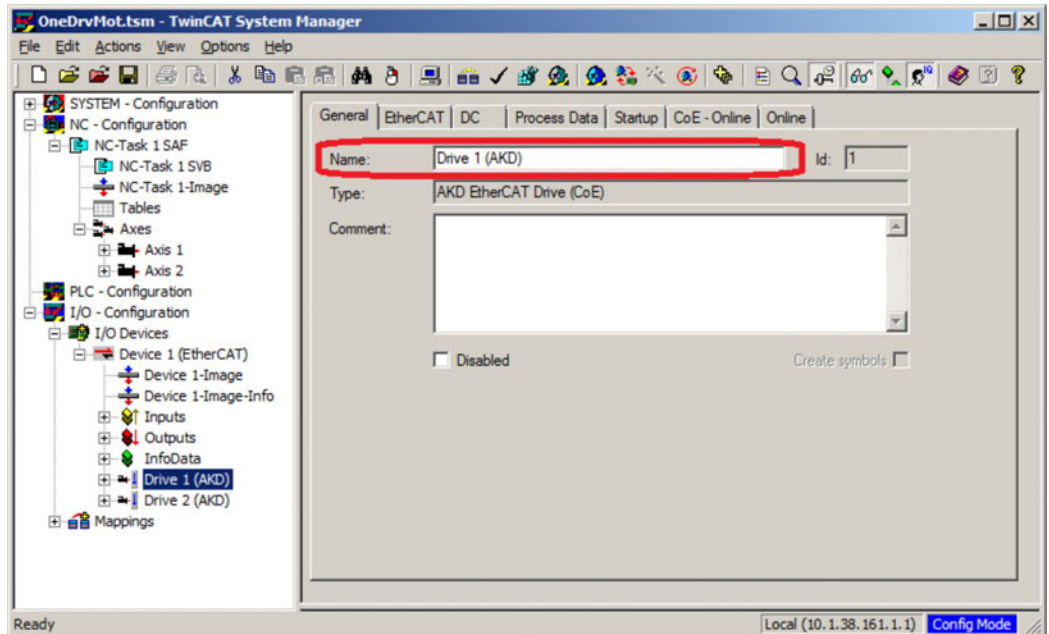 OneDrvMot.tsm - TwinCAT System Manager
File Edit Actions View Options Help
SYSTEM - Configuration
NC - Configuration
NC-Task 1 SAF
NC-Task 1 SVB
NC-Task 1-Image
Tables
Axes
Axis 1
Axis 2
PLC - Configuration
I/O - Configuration
I/O Devices
Device 1 (EtherCAT)
Device 1-Image
Device 1-Image-Info
Inputs
Outputs
InfoData
Drive 1 (AKD)
Drive 2 (AKD)
Mappings
General EtherCAT DC Process Data Startup CoE - Online Online
Name: Drive 1 (AKD) Id: 1
Type: AKD EtherCAT Drive (CoE)
Comment:
Disabled Create symbols
Ready Local (10.1.38.161.1.1) Config Mode